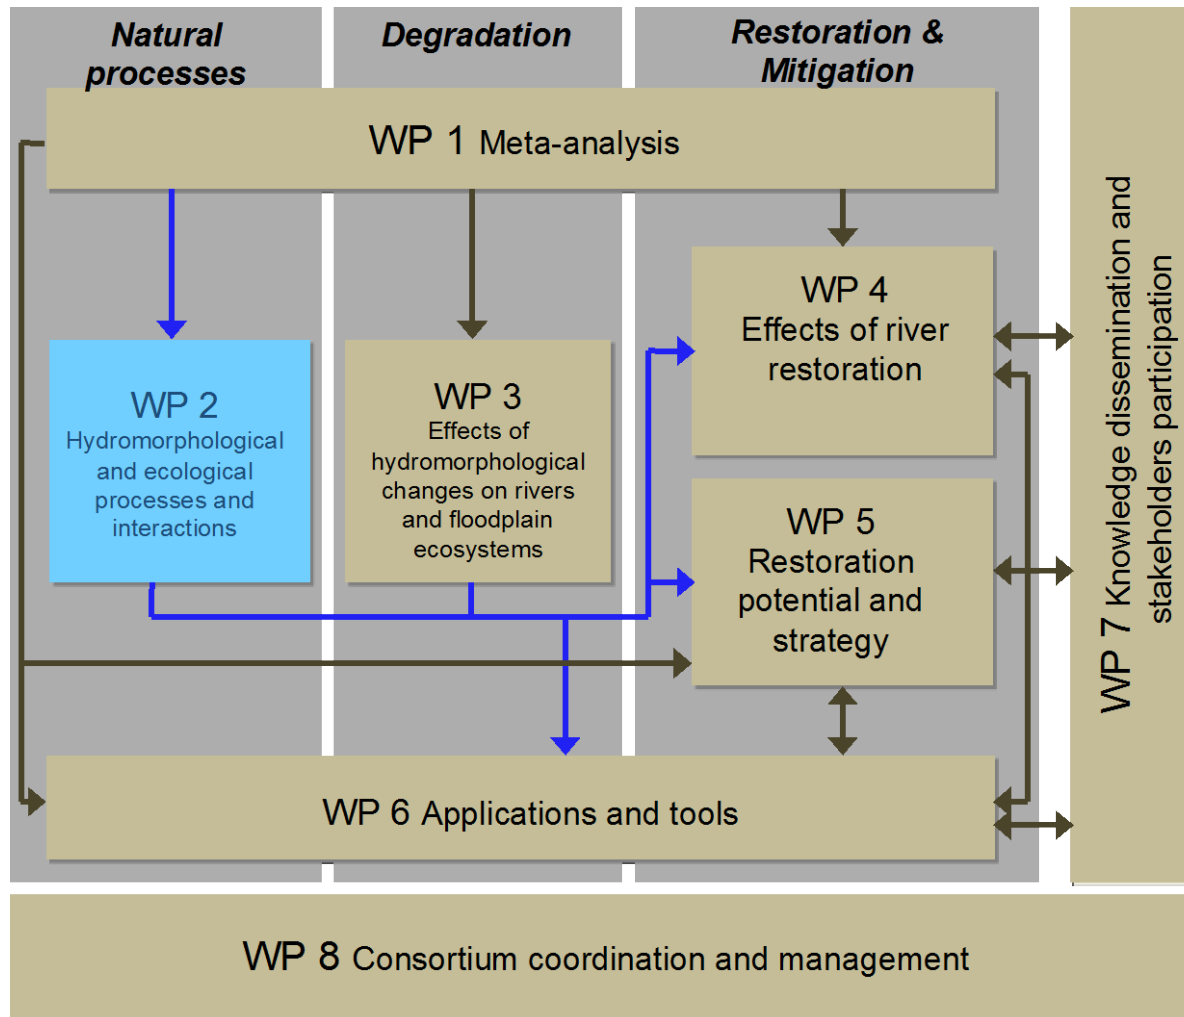 Natural
processes
Degradation
Restoration &
Mitigation
WP 1 Meta-analysis
WP 2
Hydromorphological
and ecological
processes and
interactions
WP 3
Effects of
hydromorphological
changes on rivers
and floodplain
ecosystems
WP 4
Effects of river
restoration
WP 5
Restoration
potential and
strategy
WP 6 Applications and tools
WP 7 Knowledge dissemination and
stakeholders participation
WP 8 Consortium coordination and management